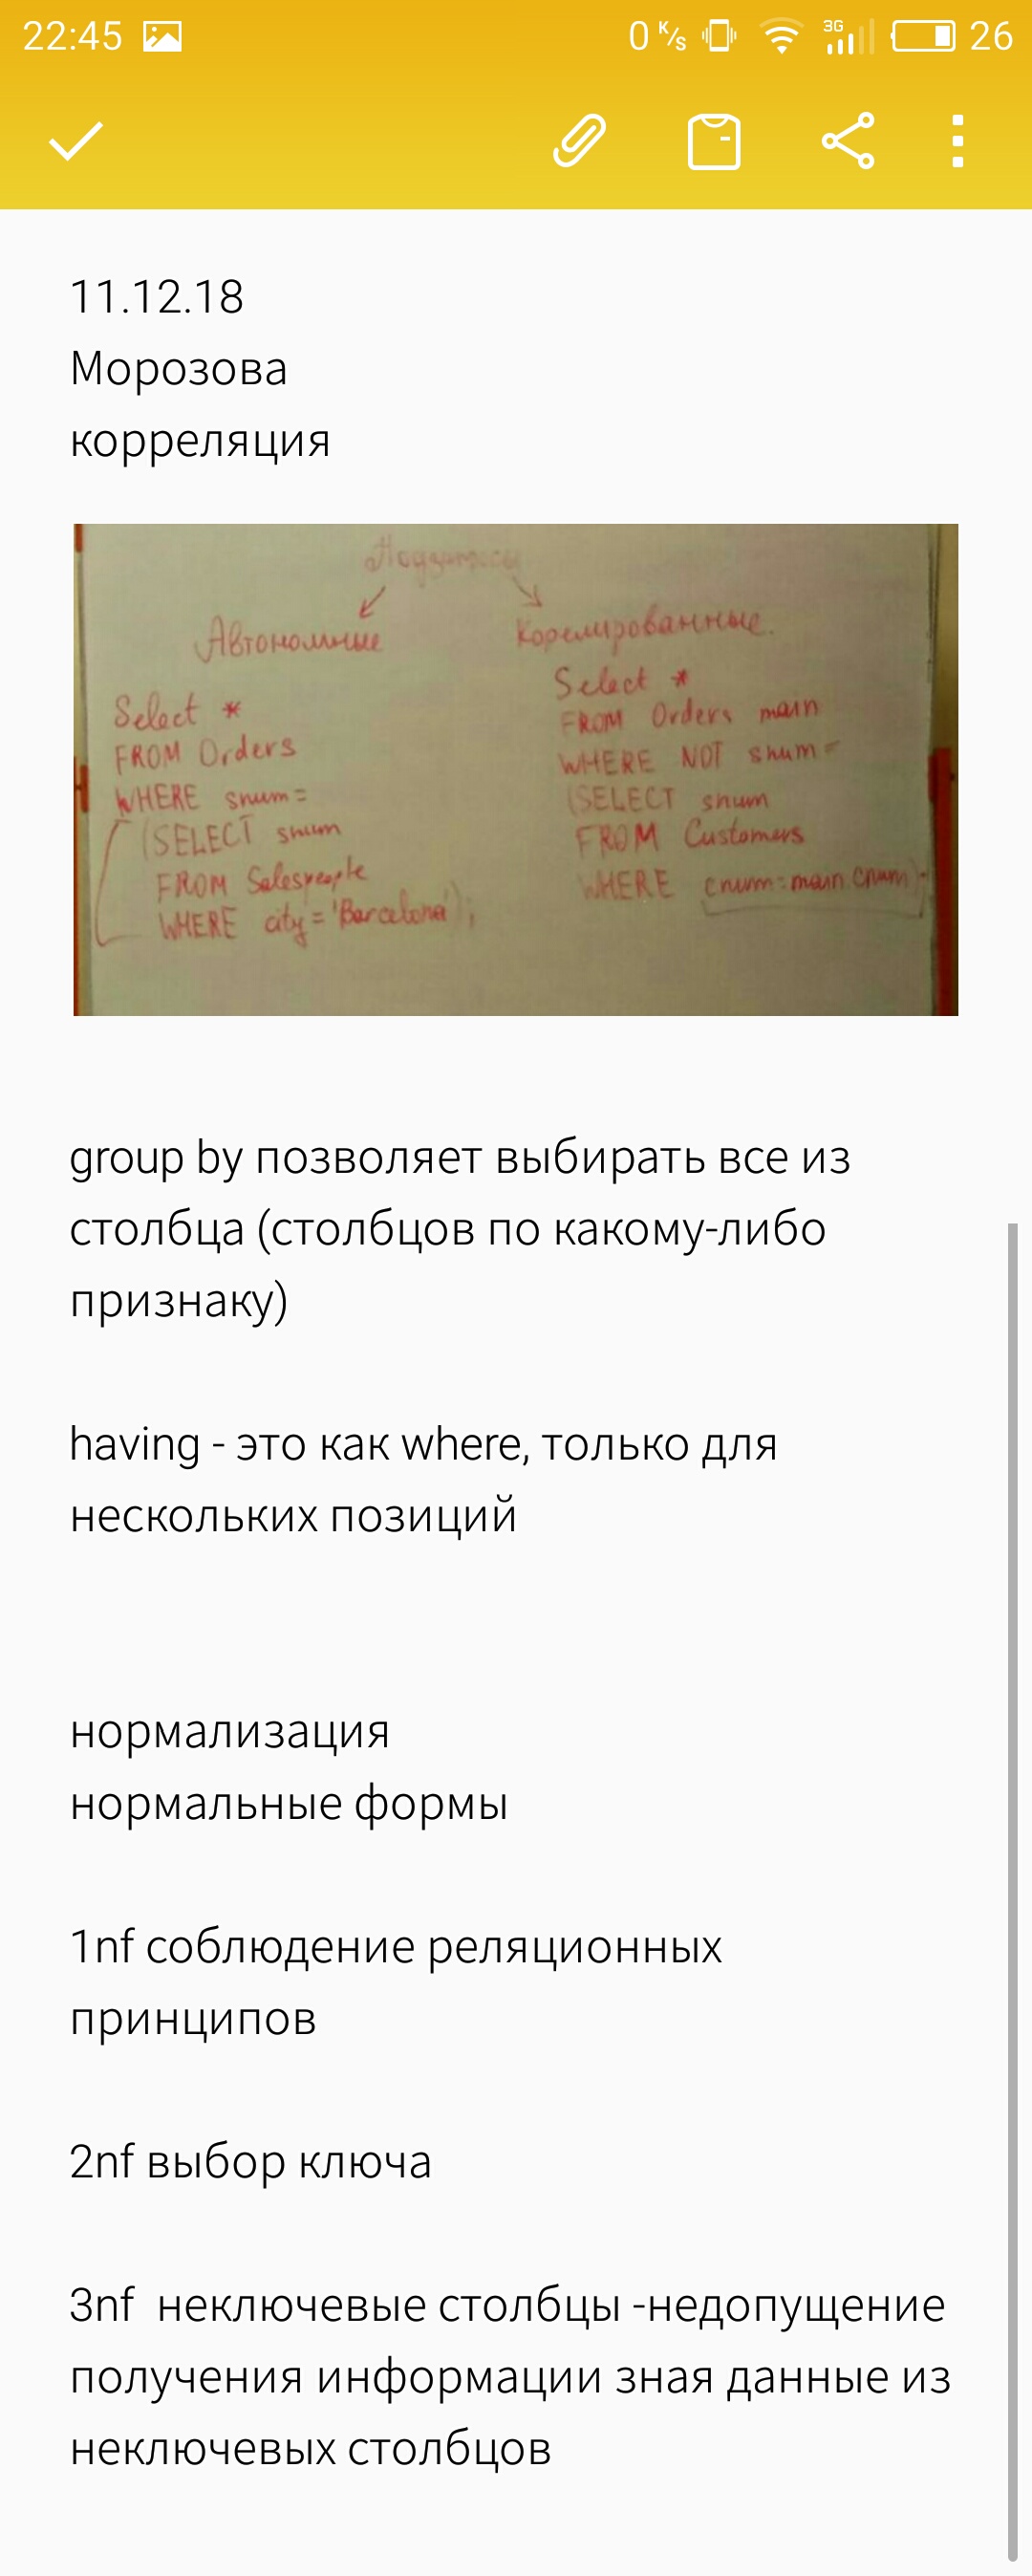 22:45
0 K/s 3G 26
11.12.18
Морозова
корреляция
Подзапросы
Автономные
Корелированные.
Select *
FROM Orders
WHERE snum=
(SELECT snum
FROM Salespeople
WHERE city = 'Barcelona');
Select *
FROM Orders main
WHERE NOT snum=
(SELECT snum
FROM Customers
WHERE cnum=main.cnum);
group by позволяет выбирать все из
столбца (столбцов по какому-либо
признаку)
having - это как where, только для
нескольких позиций
нормализация
нормальные формы
1nf соблюдение реляционных
принципов
2nf выбор ключа
3nf неключевые столбцы -недопущение
получения информации зная данные из
неключевых столбцов